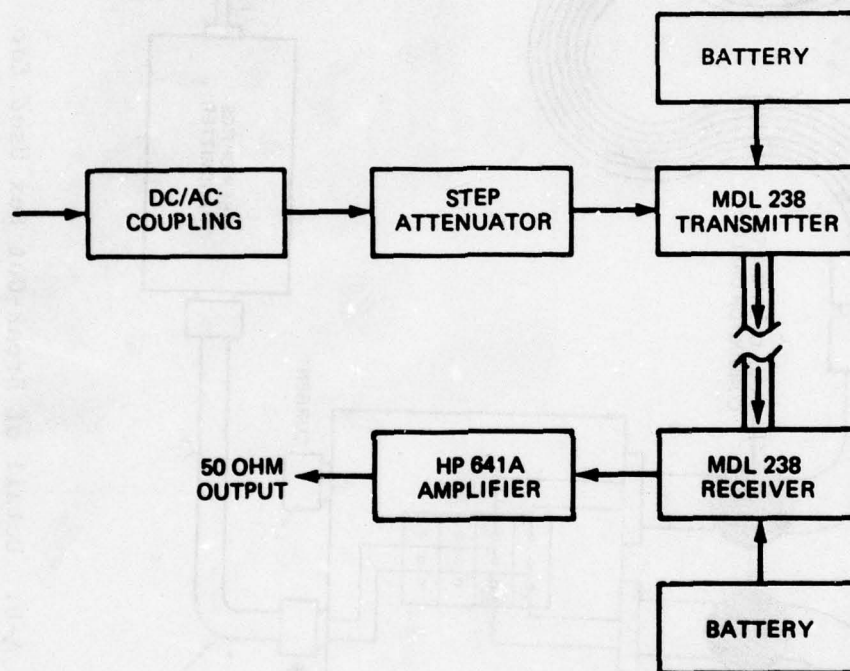 BATTERY
DC/AC
COUPLING
STEP
ATTENUATOR
MDL 238
TRANSMITTER
50 OHM
OUTPUT
HP 641A
AMPLIFIER
MDL 238
RECEIVER
BATTERY